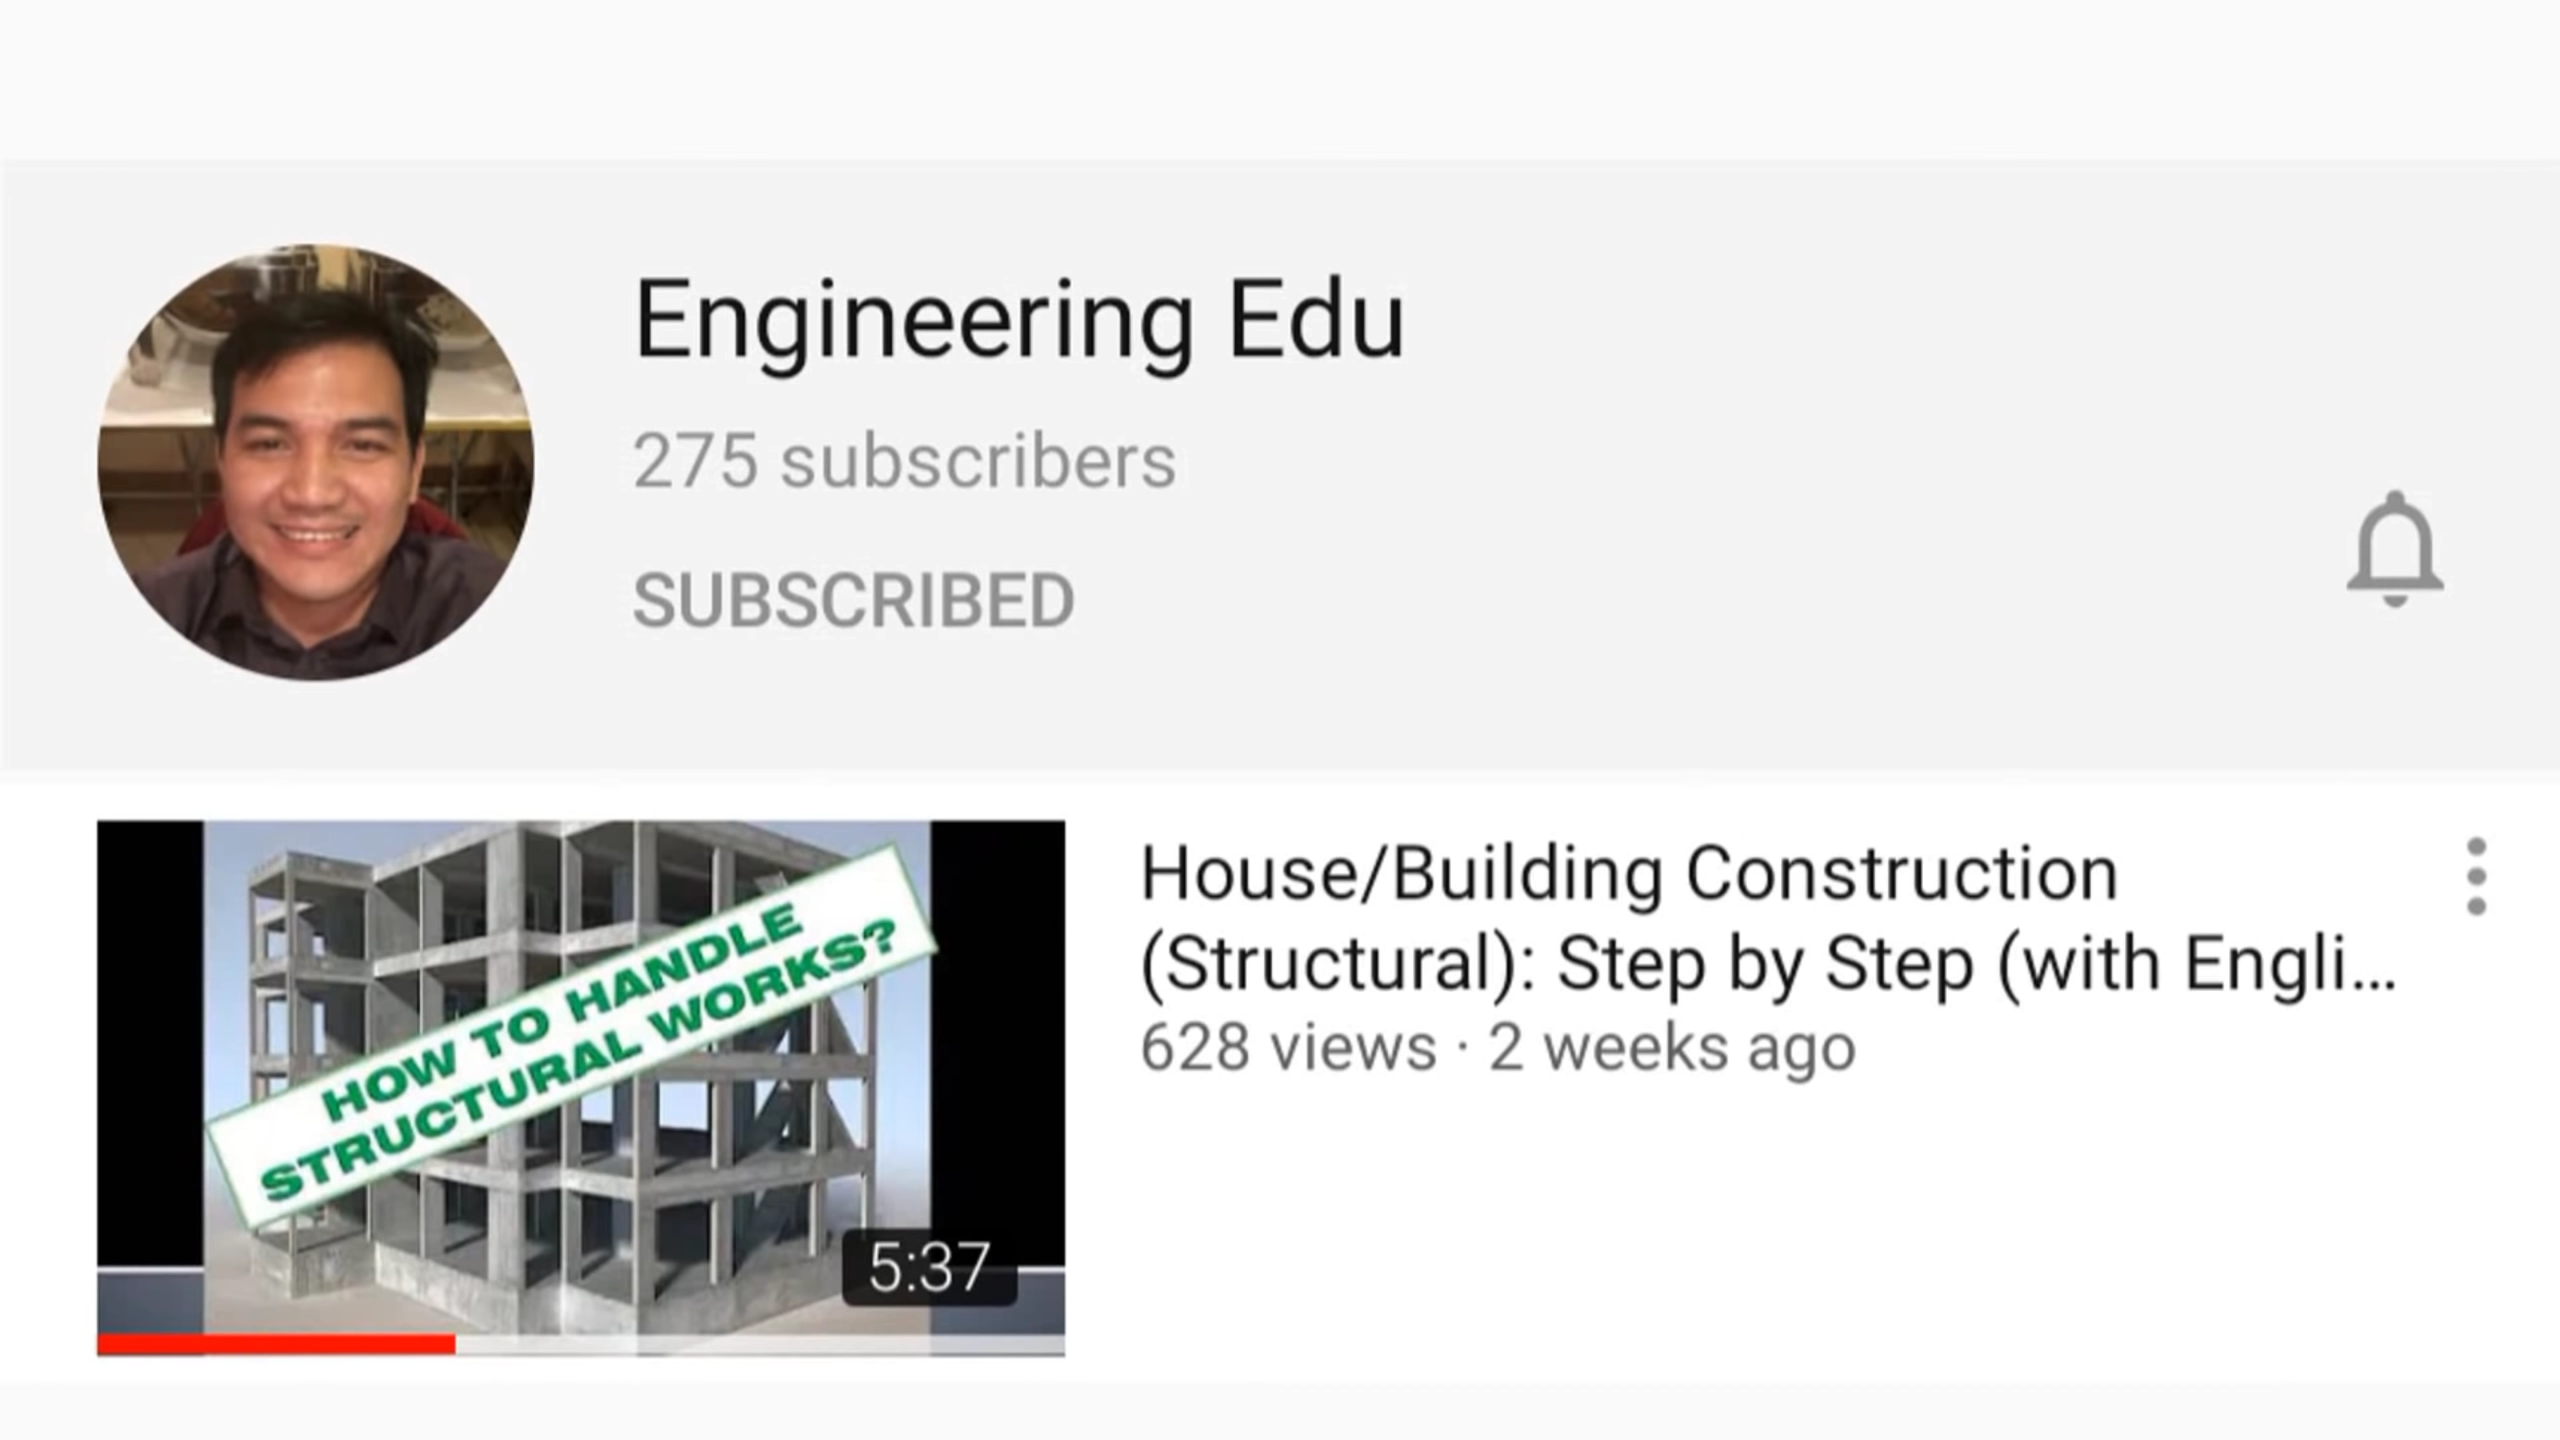 Engineering Edu
275 subscribers
SUBSCRIBED
HOW TO HANDLE
STRUCTURAL WORKS?
5:37
House/Building Construction
(Structural): Step by Step (with Engli...
628 views · 2 weeks ago